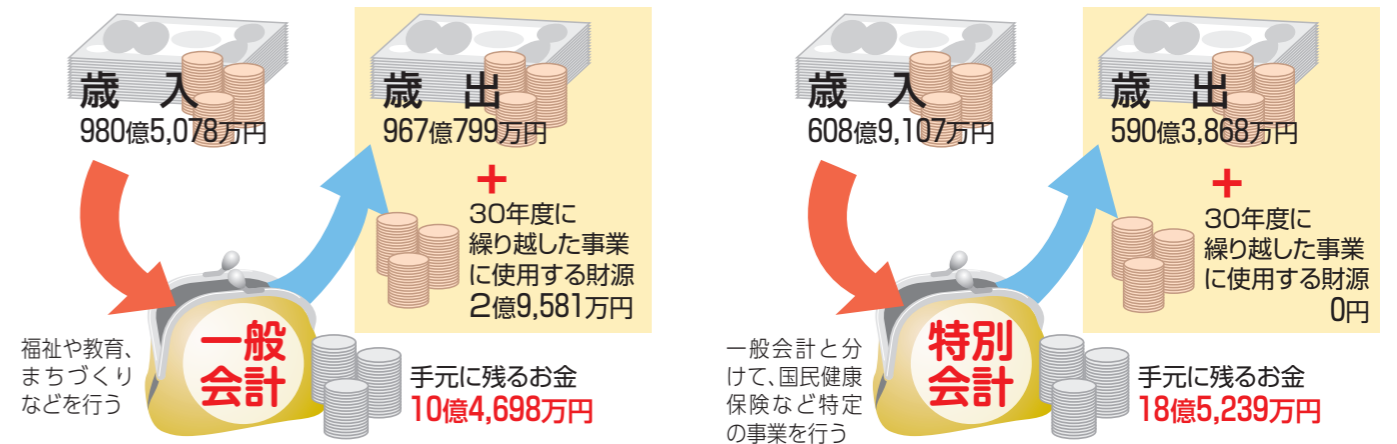 歳入
980億5,078万円
歳出
967億799万円
+
30年度に
繰り越した事業
に使用する財源
2億9,581万円
一般
会計
福祉や教育、
まちづくり
などを行う
手元に残るお金
10億4,698万円
歳入
608億9,107万円
歳出
590億3,868万円
+
30年度に
繰り越した事業
に使用する財源
0円
特別
会計
一般会計と分
けて、国民健康
保険など特定
の事業を行う
手元に残るお金
18億5,239万円